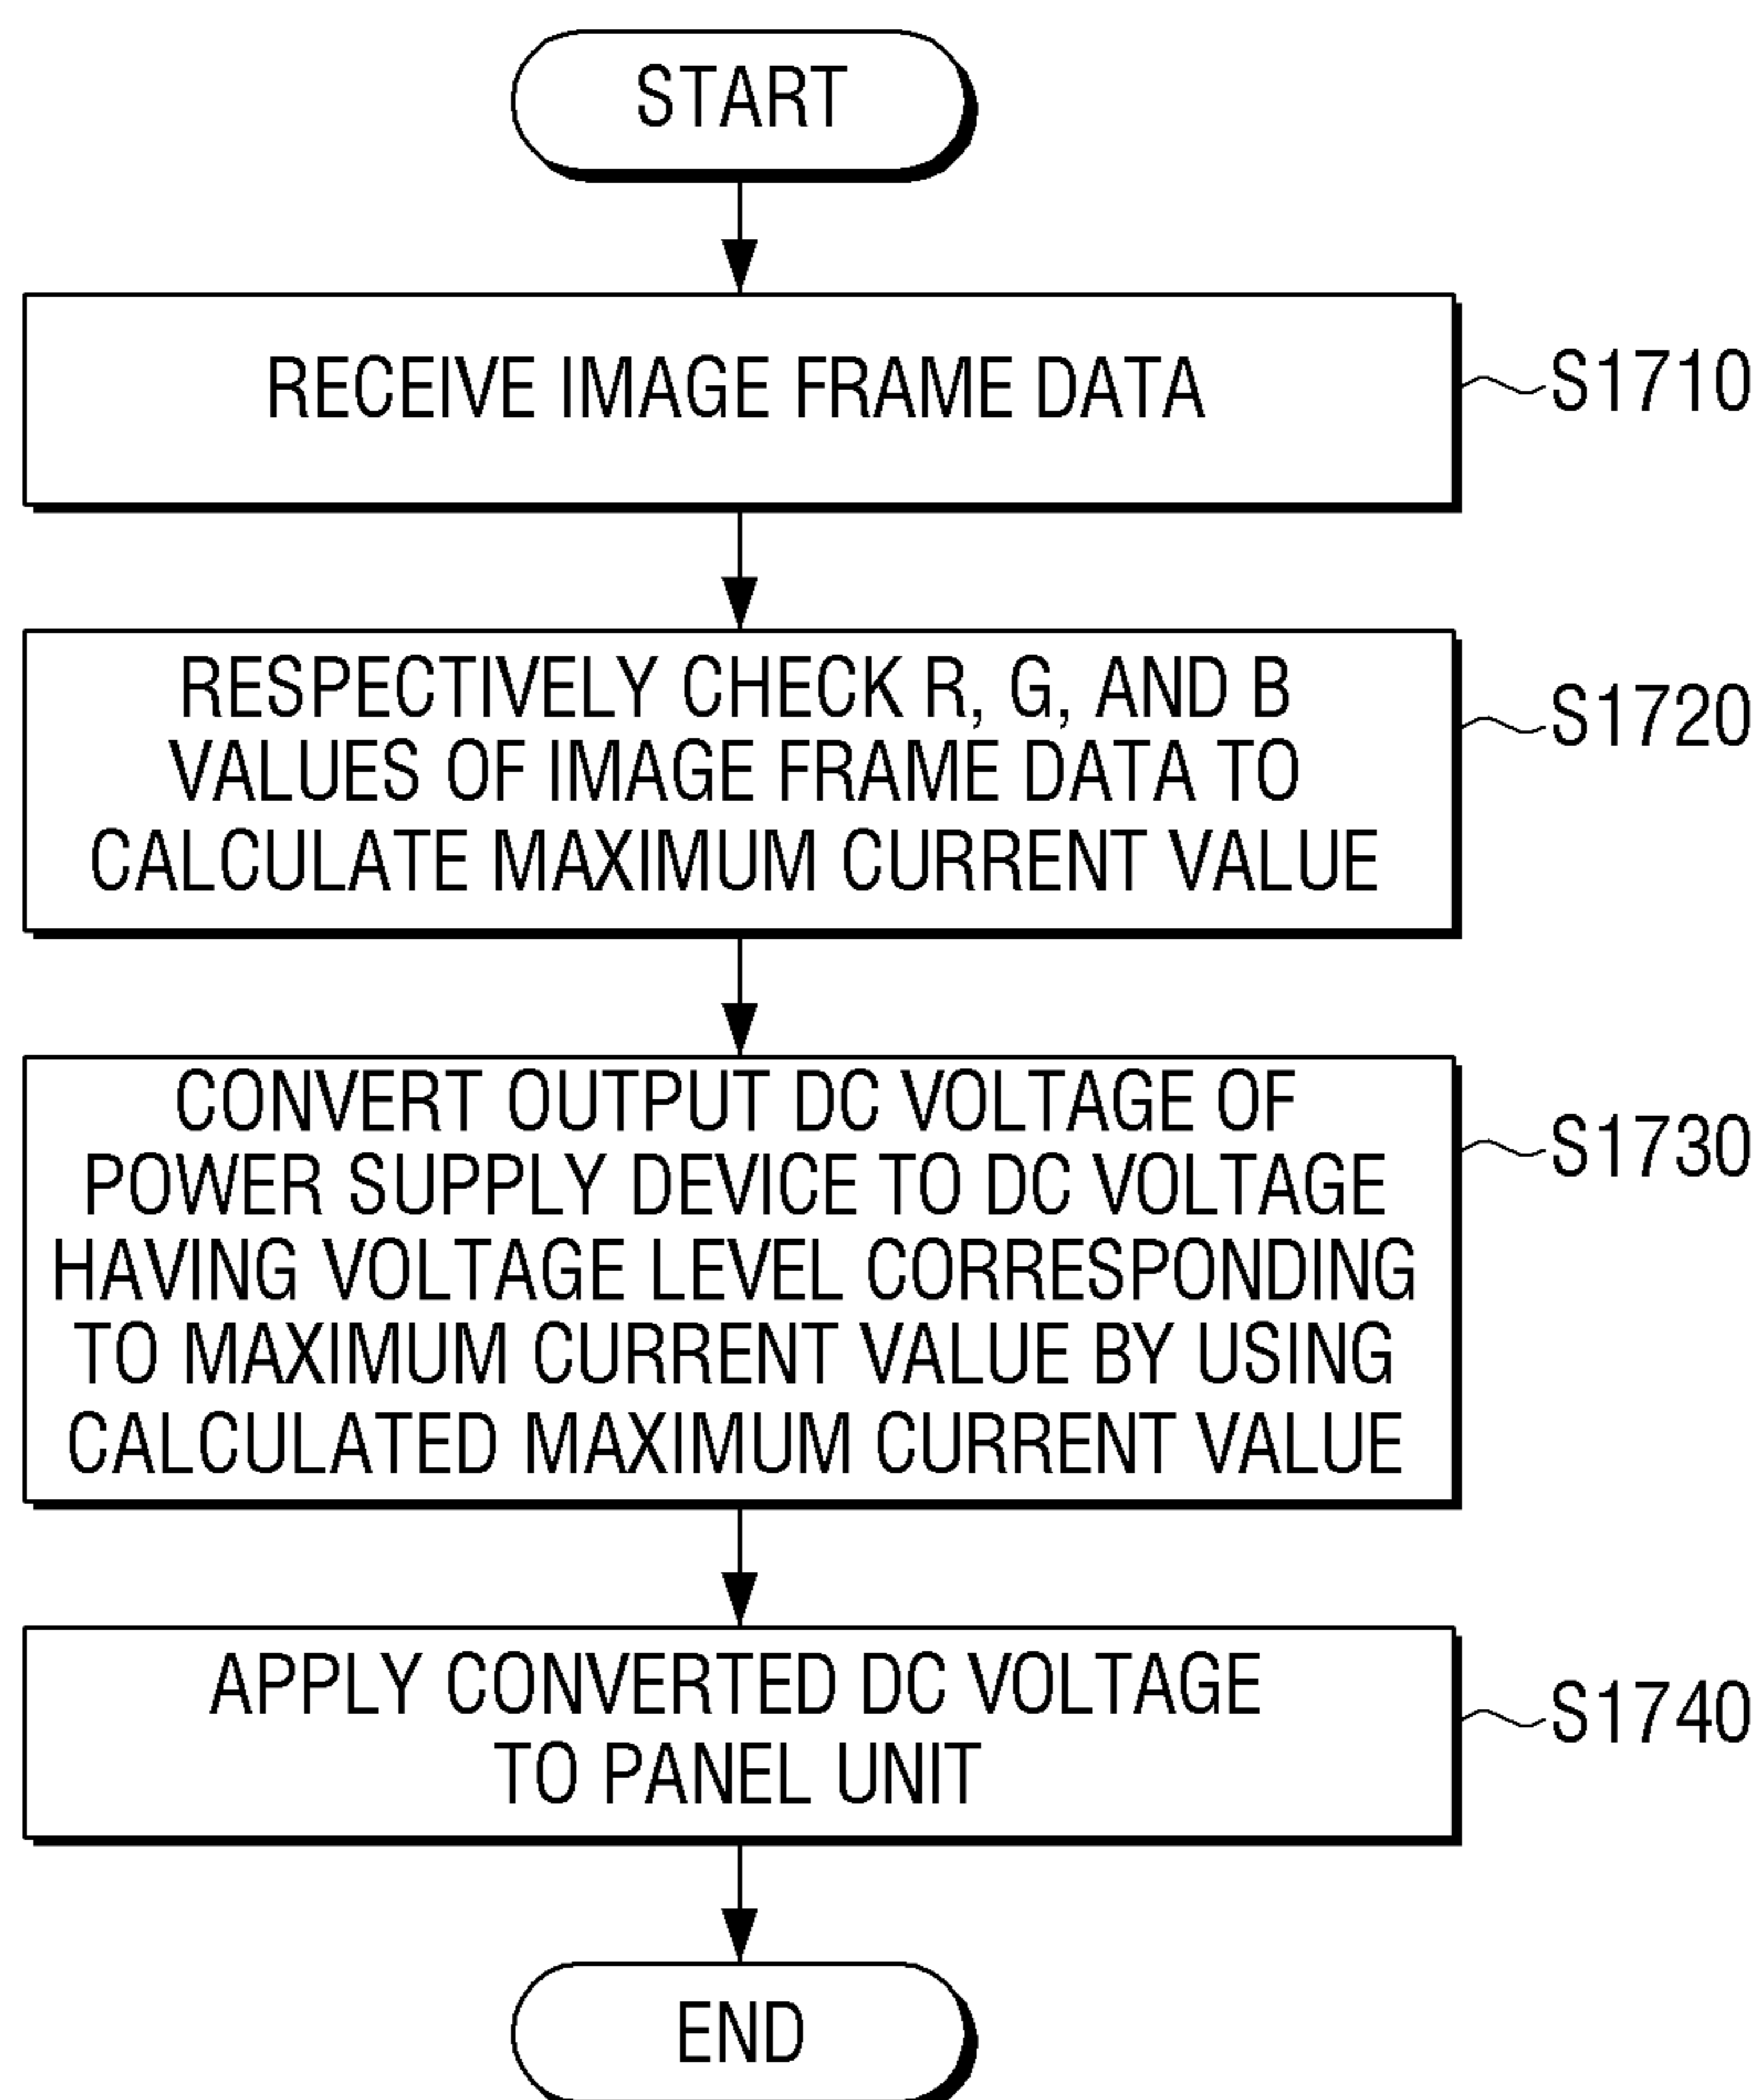 START
RECEIVE IMAGE FRAME DATA
S1710
RESPECTIVELY CHECK R, G, AND B
VALUES OF IMAGE FRAME DATA TO
CALCULATE MAXIMUM CURRENT VALUE
S1720
CONVERT OUTPUT DC VOLTAGE OF
POWER SUPPLY DEVICE TO DC VOLTAGE
HAVING VOLTAGE LEVEL CORRESPONDING
TO MAXIMUM CURRENT VALUE BY USING
CALCULATED MAXIMUM CURRENT VALUE
S1730
APPLY CONVERTED DC VOLTAGE
TO PANEL UNIT
S1740
END